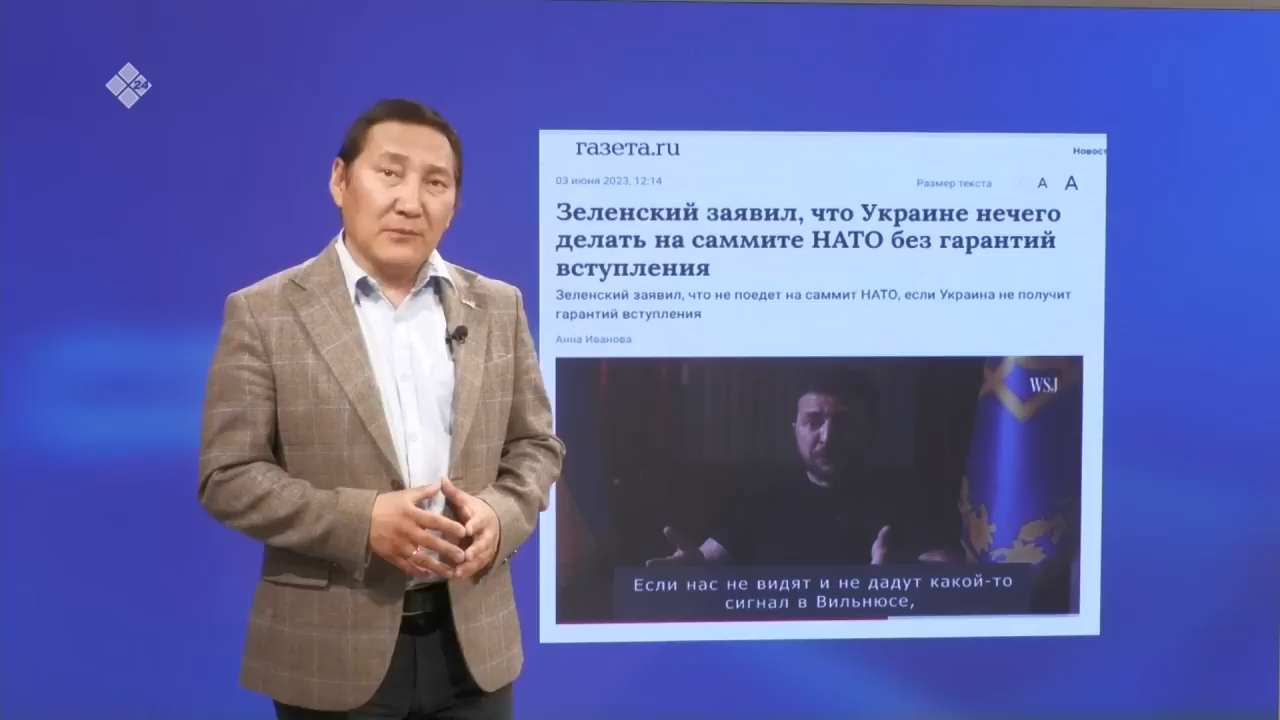 24
газета.ru
Новост
03 июня 2023, 12:14
Размер текста
А А
Зеленский заявил, что Украине нечего
делать на саммите НАТО без гарантий
вступления
Зеленский заявил, что не поедет на саммит НАТО, если Украина не получит
гарантий вступления
Анна Иванова
WSJ
Если нас не видят и не дадут какой-то
сигнал в Вильнюсе,